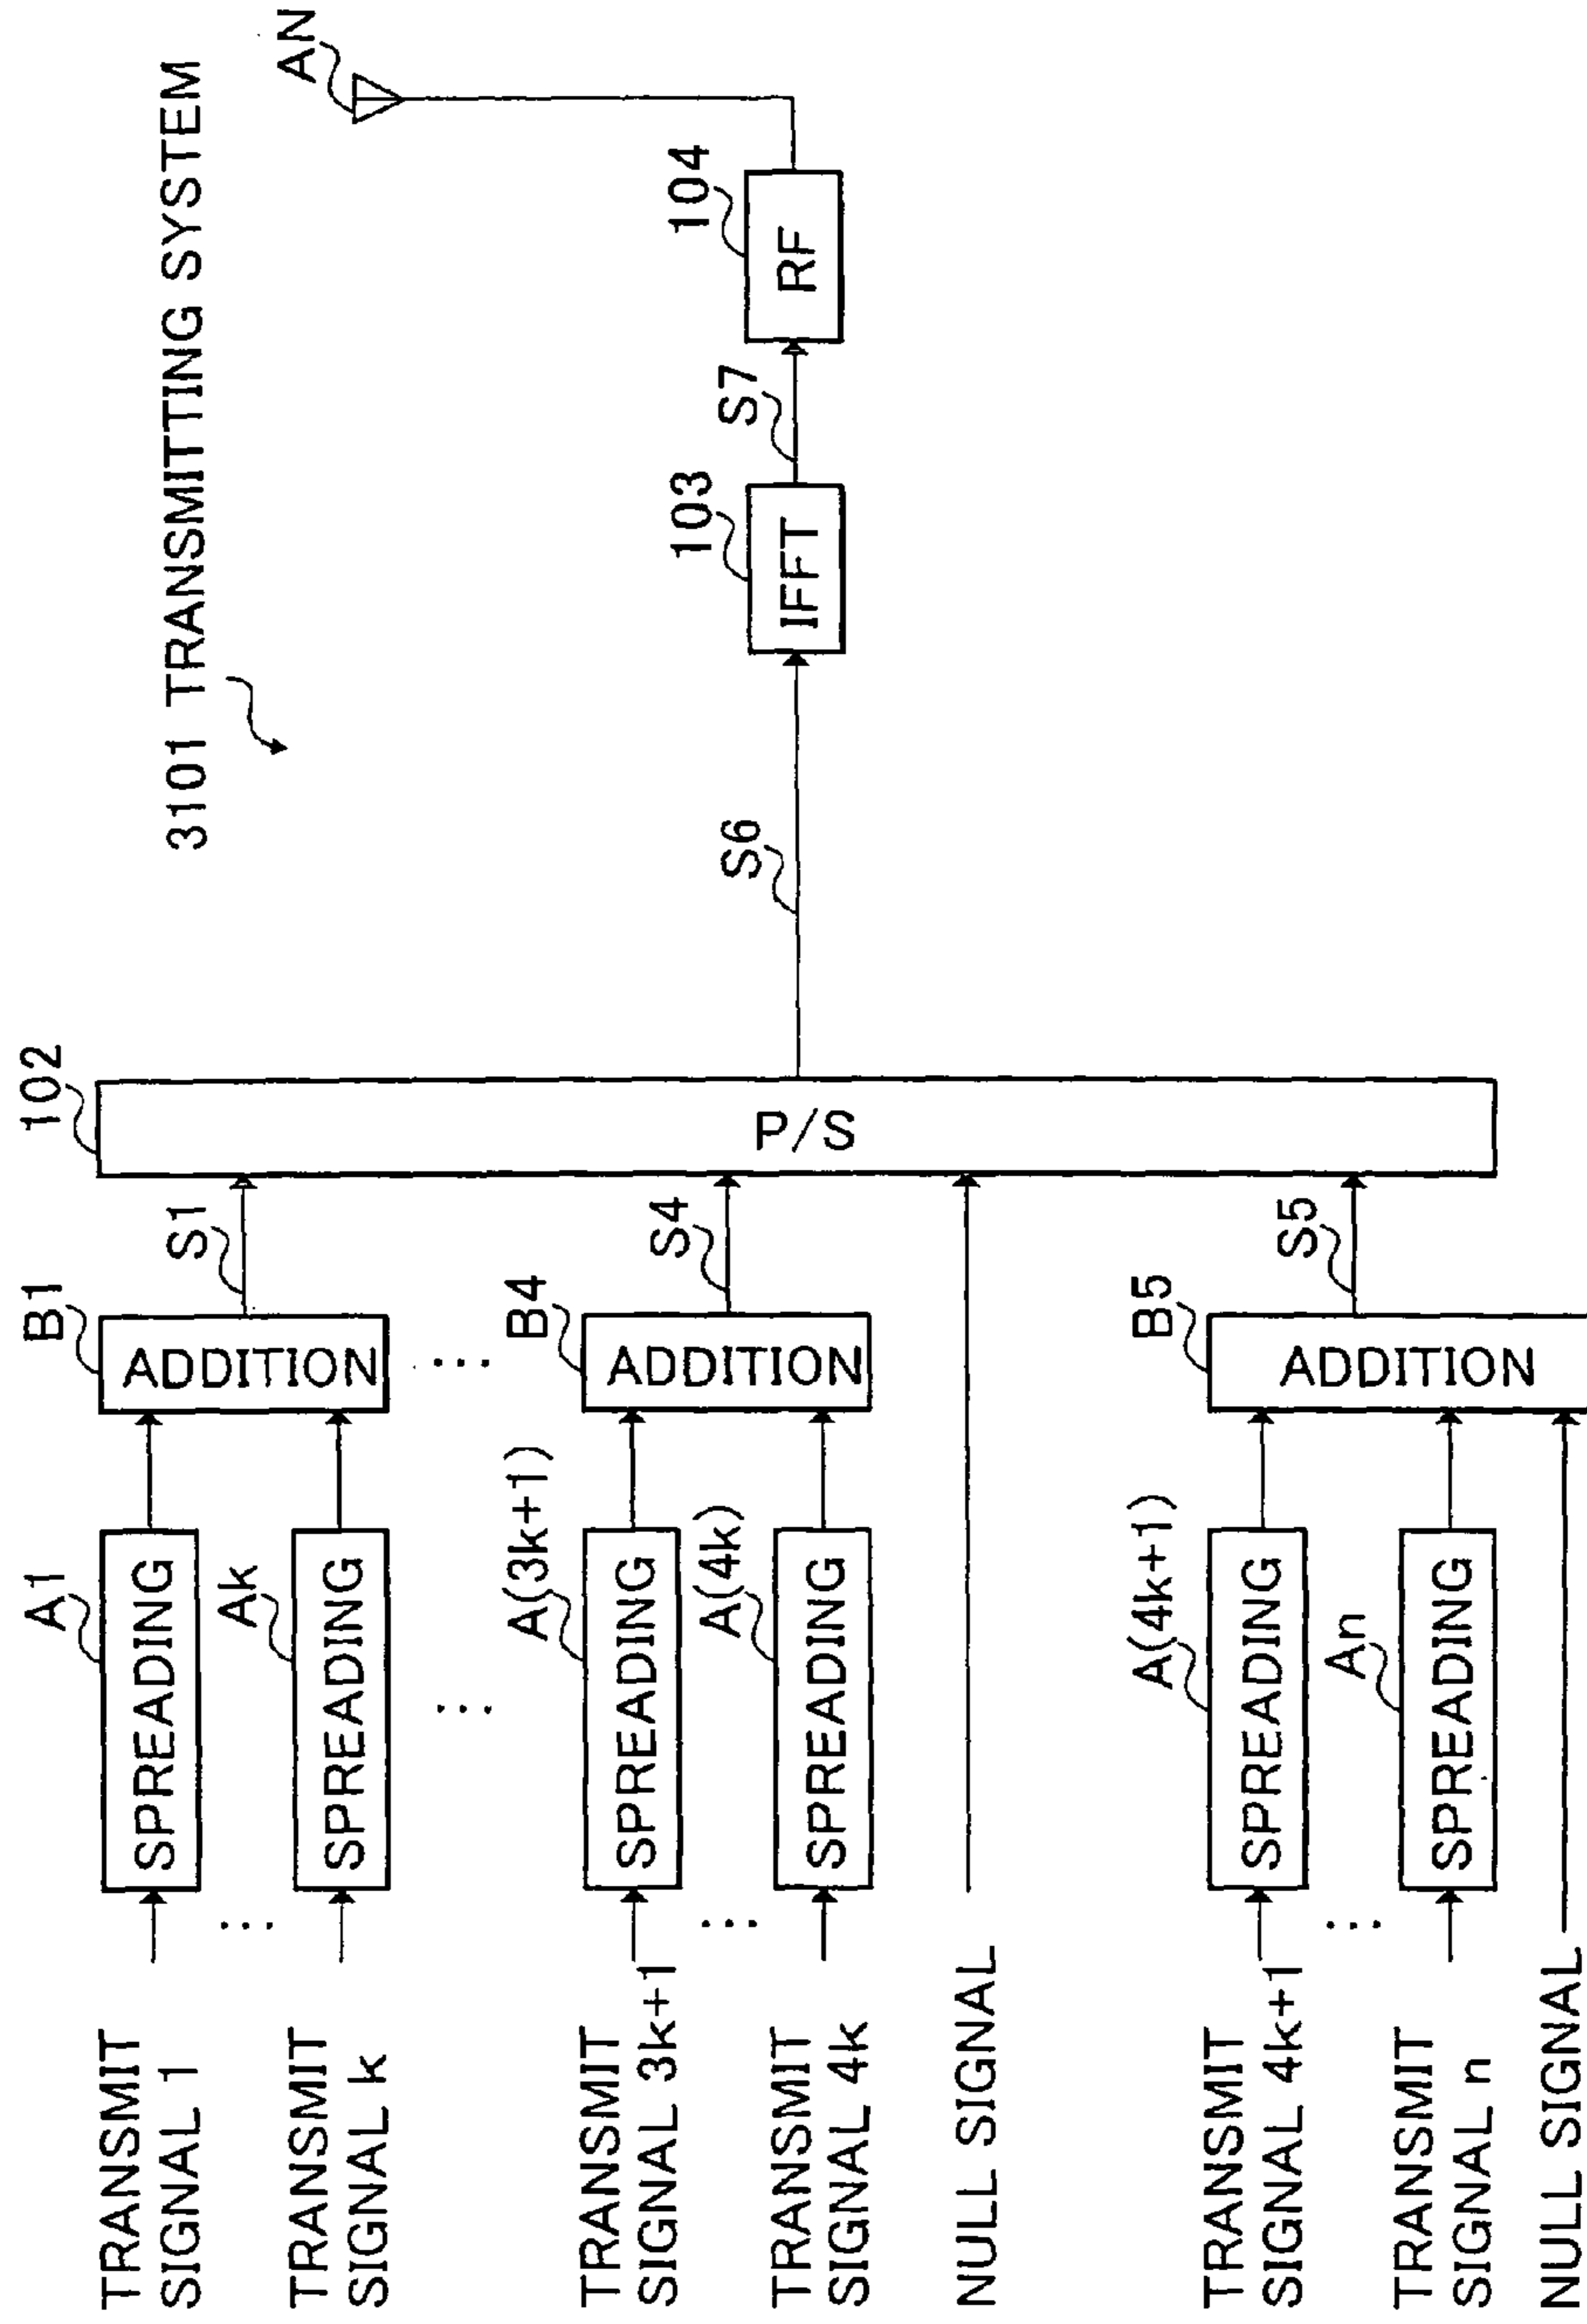 3101 TRANSMITTING SYSTEM
AN
102
104
103
RF
IFFT
S7
S6
P/S
TRANSMIT
SIGNAL 1
...
TRANSMIT
SIGNAL k
A1
SPREADING
Ak
SPREADING
B1
ADDITION
S1
...
...
TRANSMIT
SIGNAL 3k+1
...
TRANSMIT
SIGNAL 4k
A(3k+1)
SPREADING
A(4k)
SPREADING
B4
ADDITION
S4
NULL SIGNAL
TRANSMIT
SIGNAL 4k+1
...
TRANSMIT
SIGNAL n
A(4k+1)
SPREADING
An
SPREADING
B5
ADDITION
S5
NULL SIGNAL